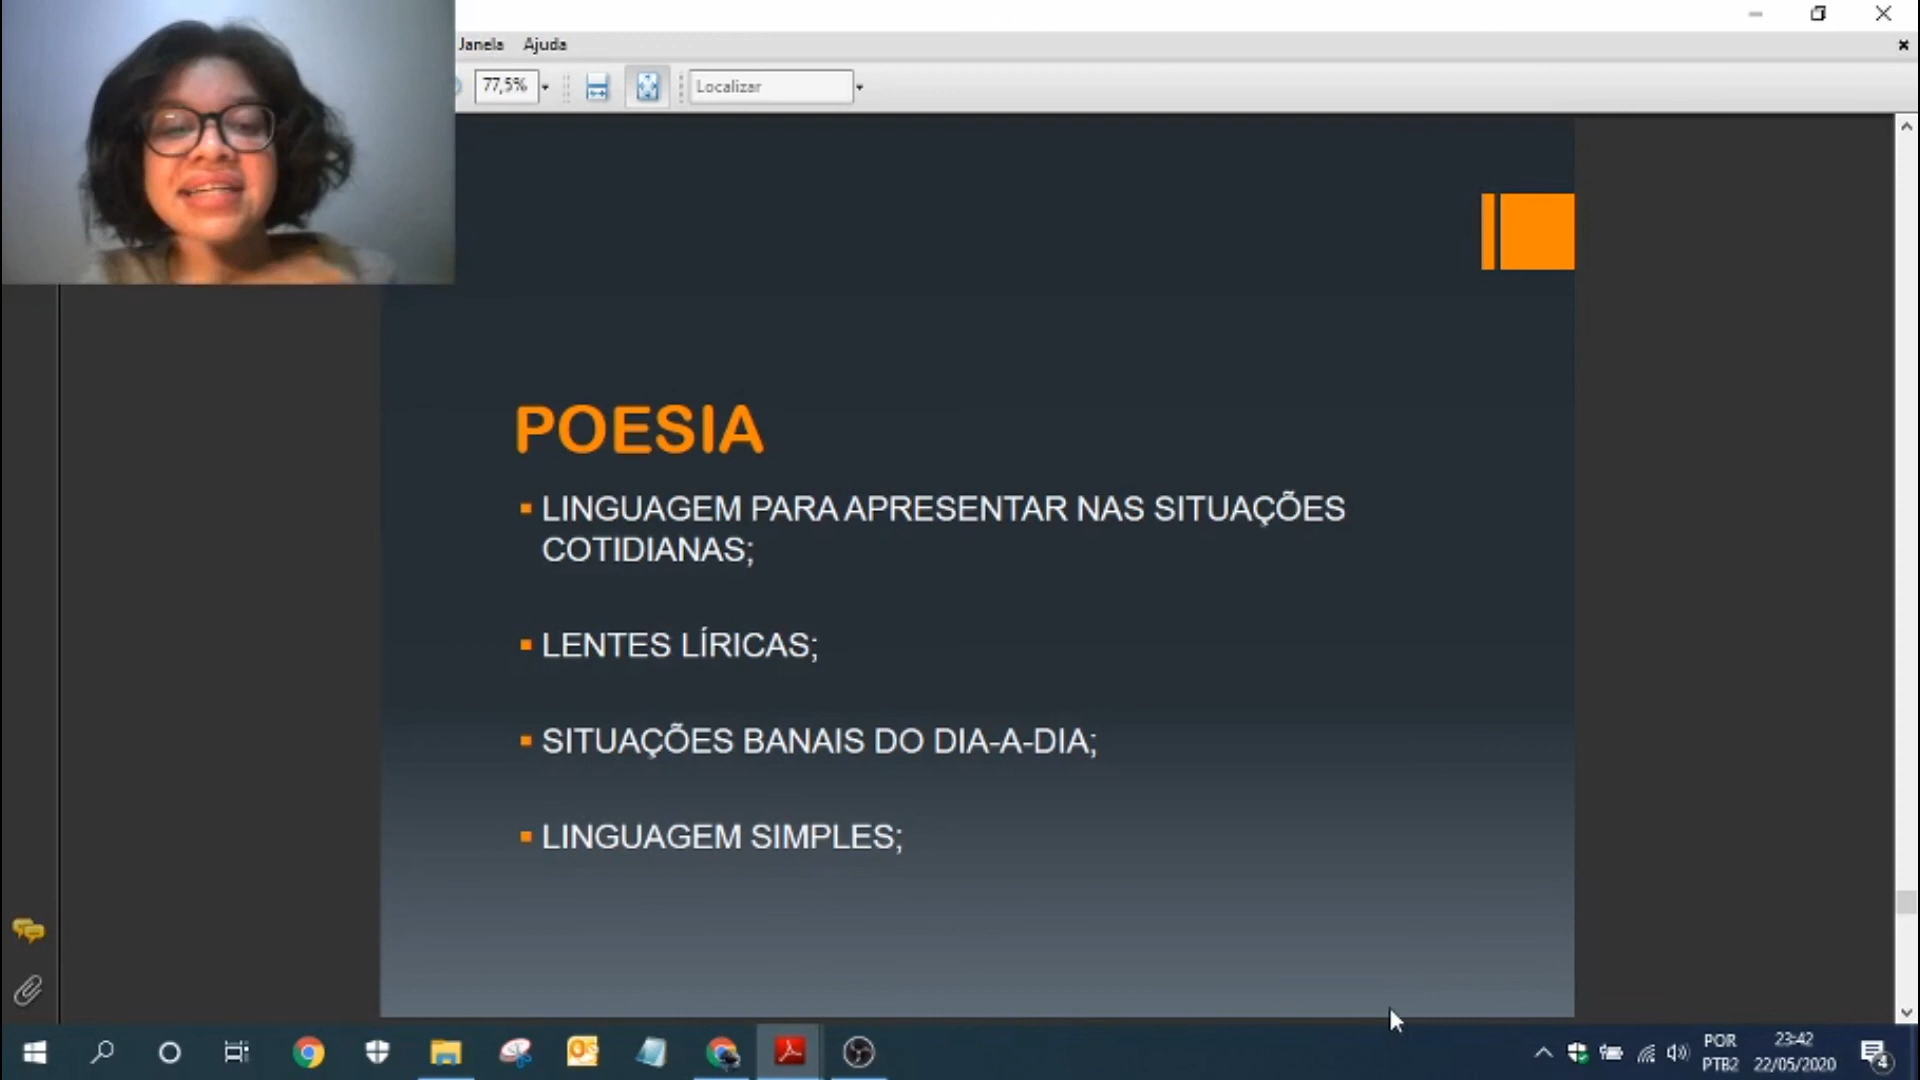 Janela Ajuda
77,5%
Localizar
POESIA
LINGUAGEM PARA APRESENTAR NAS SITUAÇÕES
COTIDIANAS;
LENTES LÍRICAS;
SITUAÇÕES BANAIS DO DIA-A-DIA;
LINGUAGEM SIMPLES;
POR
PTB2
23:42
22/05/2020
4